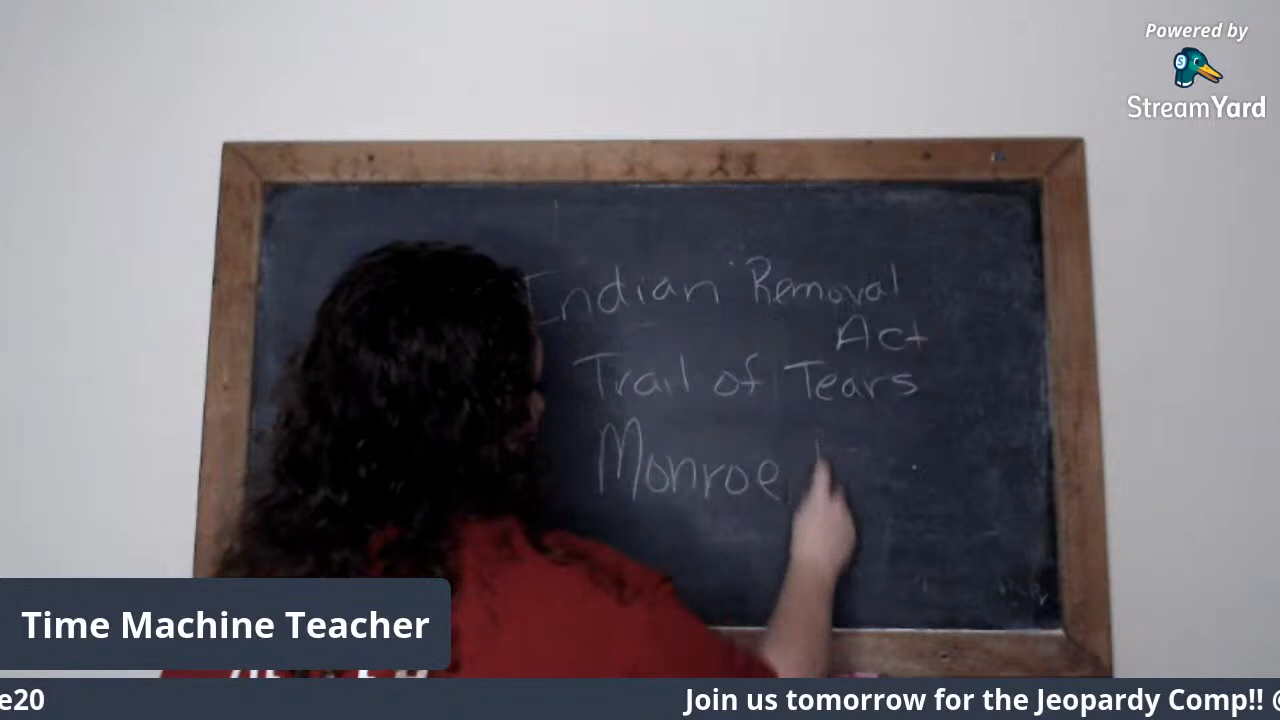 Powered by
StreamYard
Indian Removal
Act
Trail of Tears
Monroe
Time Machine Teacher
e20
Join us tomorrow for the Jeopardy Comp!!